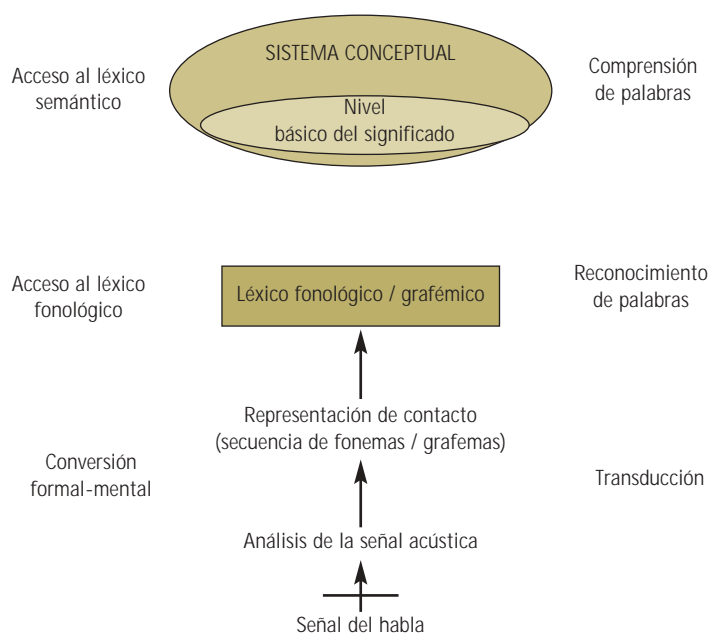 SISTEMA CONCEPTUAL
Acceso al léxico
semántico
Nivel
básico del significado
Comprensión
de palabras
Acceso al léxico
fonológico
Léxico fonológico / grafémico
Reconocimiento
de palabras
Representación de contacto
(secuencia de fonemas / grafemas)
Conversión
formal-mental
Transducción
Análisis de la señal acústica
Señal del habla